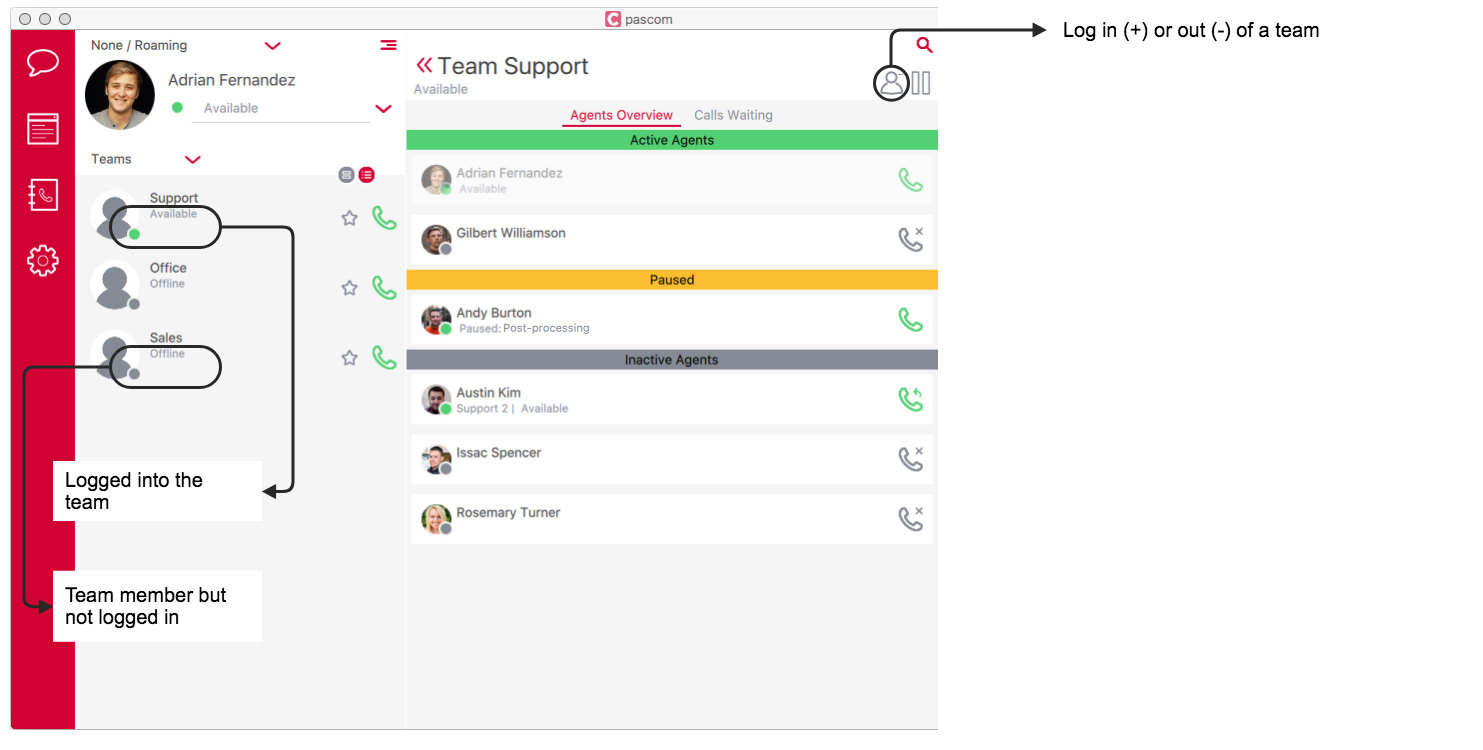 pascom
Log in (+) or out (-) of a team
None / Roaming
Adrian Fernandez
Available
Teams
Support
Available
Office
Offline
Sales
Offline
Logged into the
team
Team member but
not logged in
Team Support
Available
Agents Overview Calls Waiting
Active Agents
Adrian Fernandez
Available
Gilbert Williamson
Paused
Andy Burton
Paused: Post-processing
Inactive Agents
Austin Kim
Support 2 | Available
Issac Spencer
Rosemary Turner